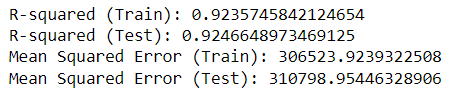 R-squared (Train): 0.9235745842124654
R-squared (Test): 0.9246648973469125
Mean Squared Error (Train): 306523.9239322508
Mean Squared Error (Test): 310798.95446328906